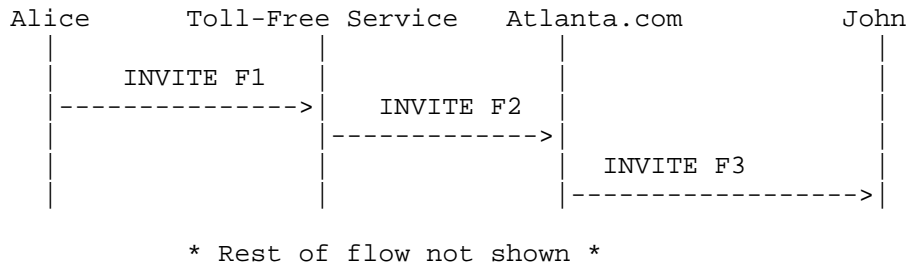 Alice Toll-Free Service Atlanta.com John
INVITE F1
INVITE F2
INVITE F3
* Rest of flow not shown *